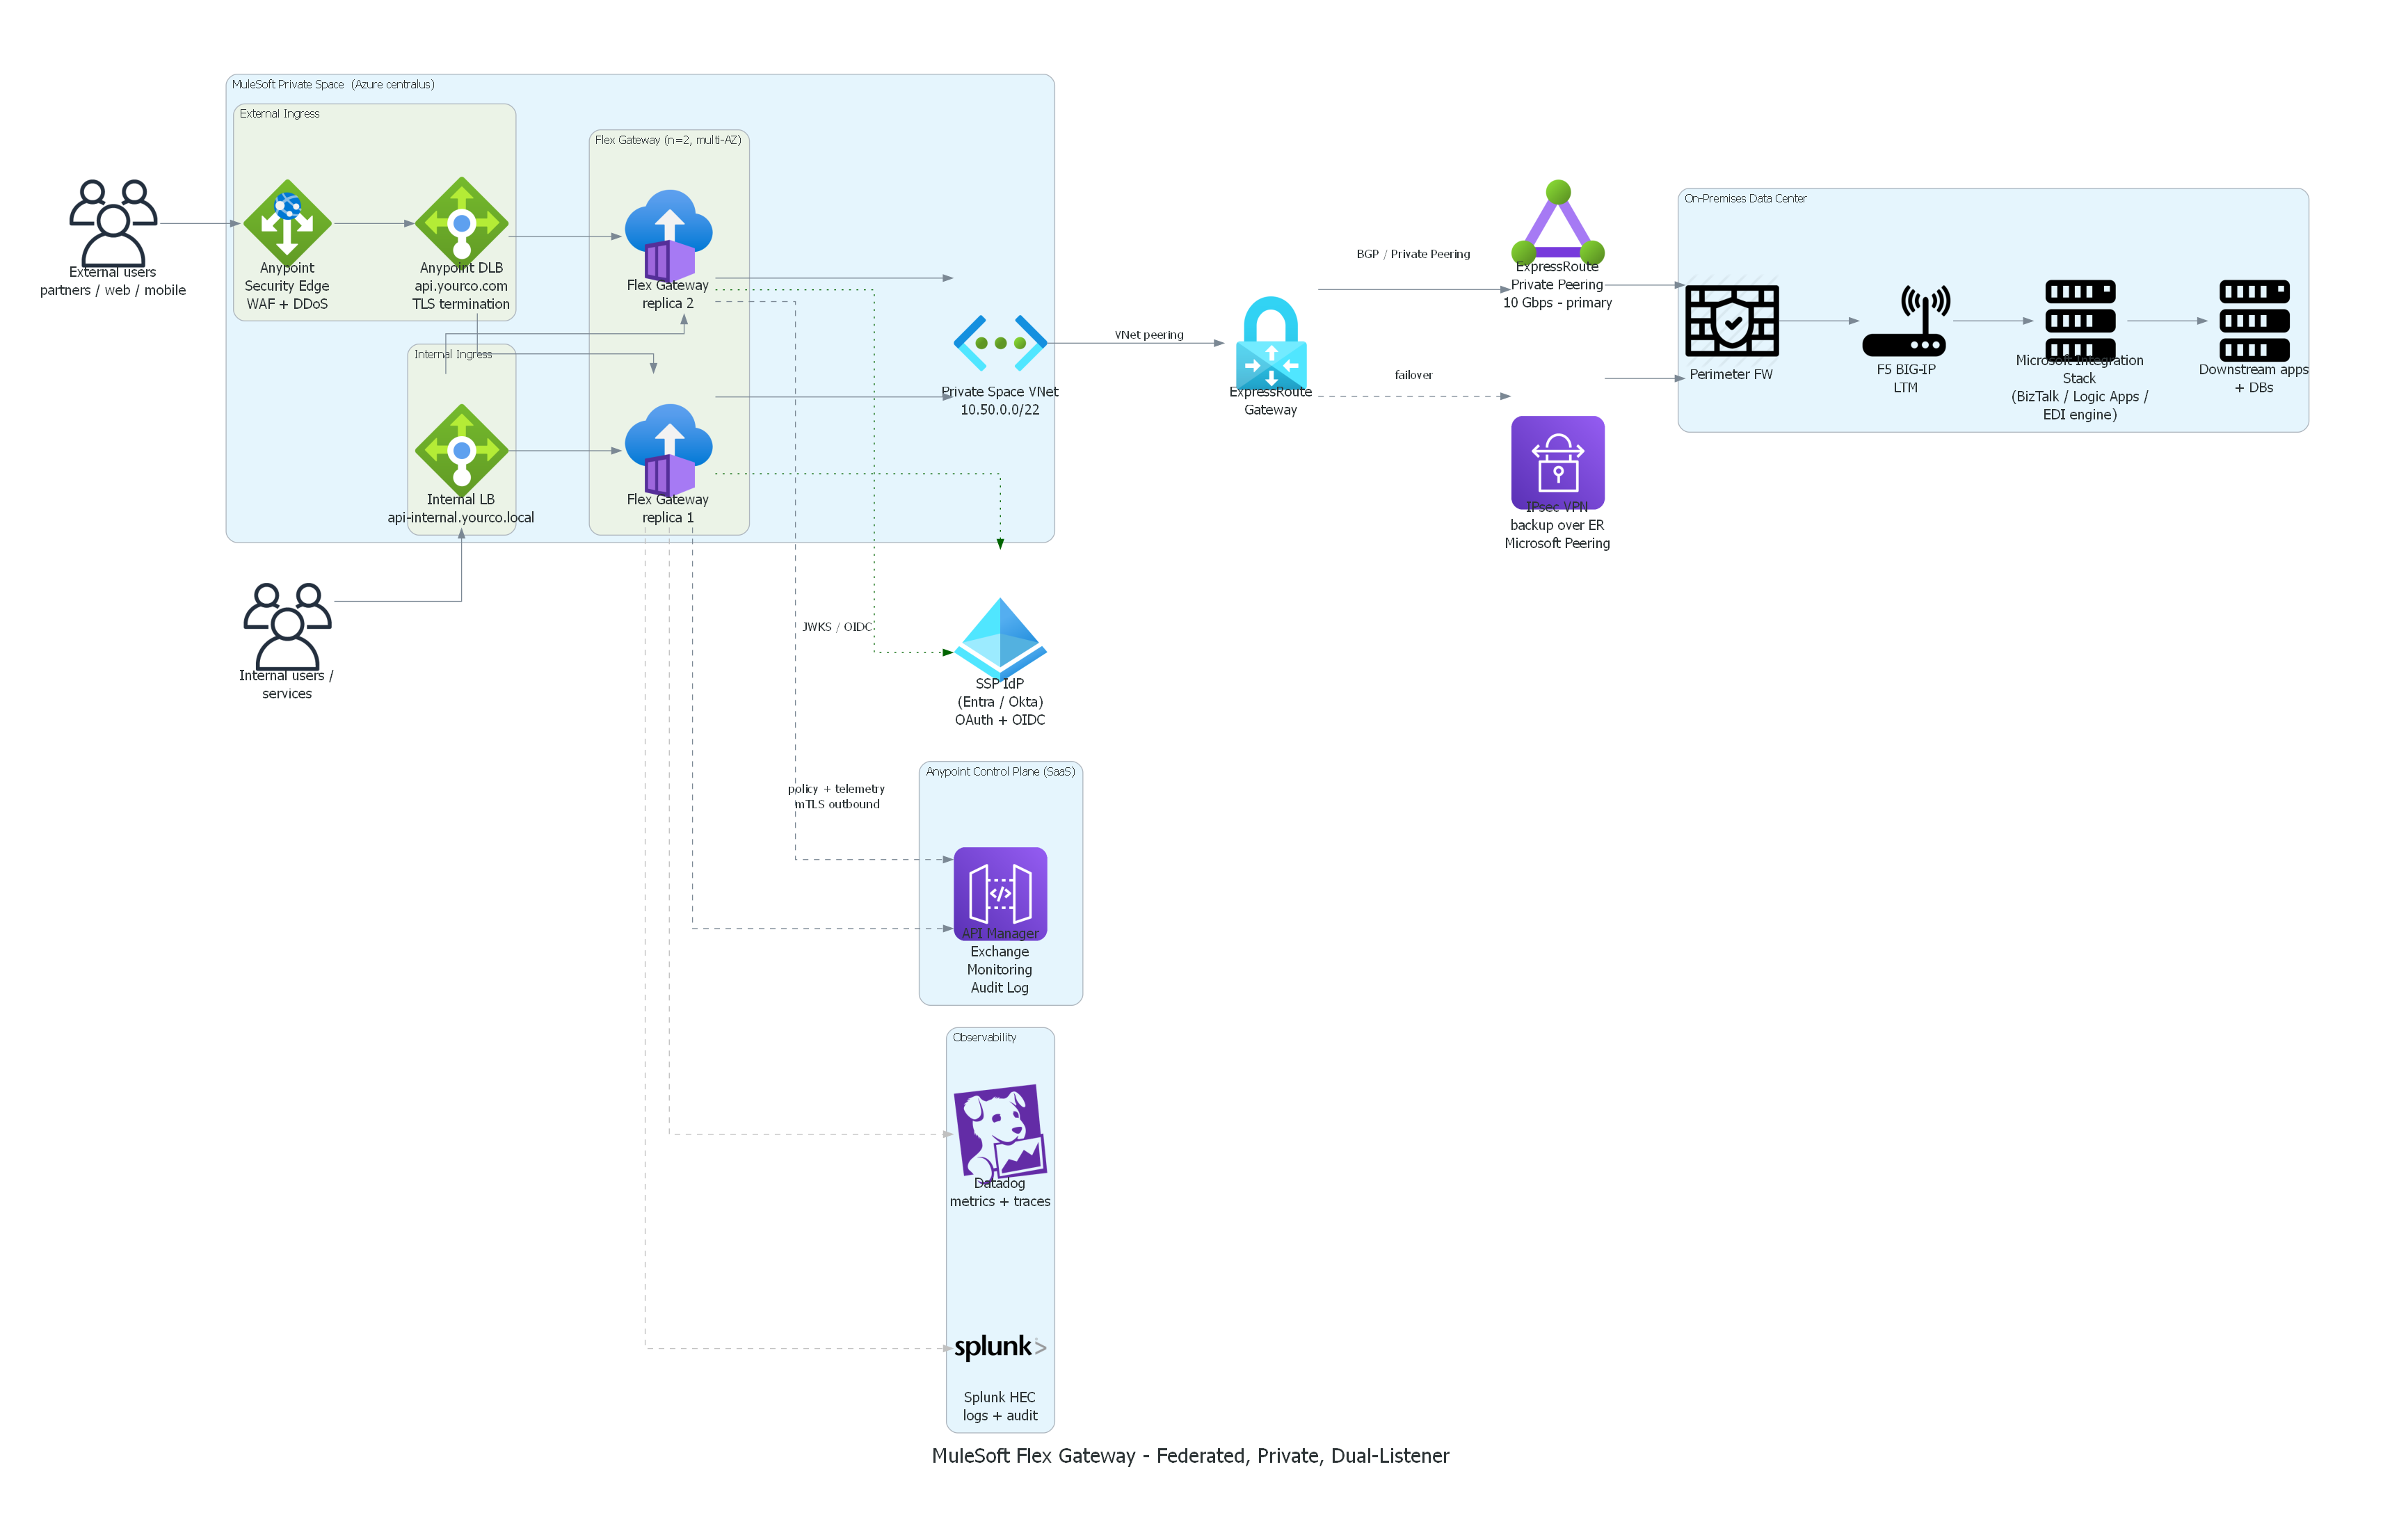 MuleSoft Private Space (Azure centralus)
External Ingress
Flex Gateway (n=2, multi-AZ)
External users
partners / web / mobile
Anypoint
Security Edge
WAF + DDoS
Anypoint DLB
api.yourco.com
TLS termination
Flex Gateway
replica 2
Internal Ingress
Internal LB
api-internal.yourco.local
Flex Gateway
replica 1
Private Space VNet
10.50.0.0/22
VNet peering
ExpressRoute
Gateway
BGP / Private Peering
failover
ExpressRoute
Private Peering
10 Gbps - primary
IPsec VPN
backup over ER
Microsoft Peering
On-Premises Data Center
Perimeter FW
F5 BIG-IP
LTM
Microsoft Integration
Stack
(BizTalk / Logic Apps /
EDI engine)
Downstream apps
+ DBs
Internal users /
services
JWKS / OIDC
SSP IdP
(Entra / Okta)
OAuth + OIDC
policy + telemetry
mTLS outbound
Anypoint Control Plane (SaaS)
</>
API Manager
Exchange
Monitoring
Audit Log
Observability
Datadog
metrics + traces
splunk>
Splunk HEC
logs + audit
MuleSoft Flex Gateway - Federated, Private, Dual-Listener